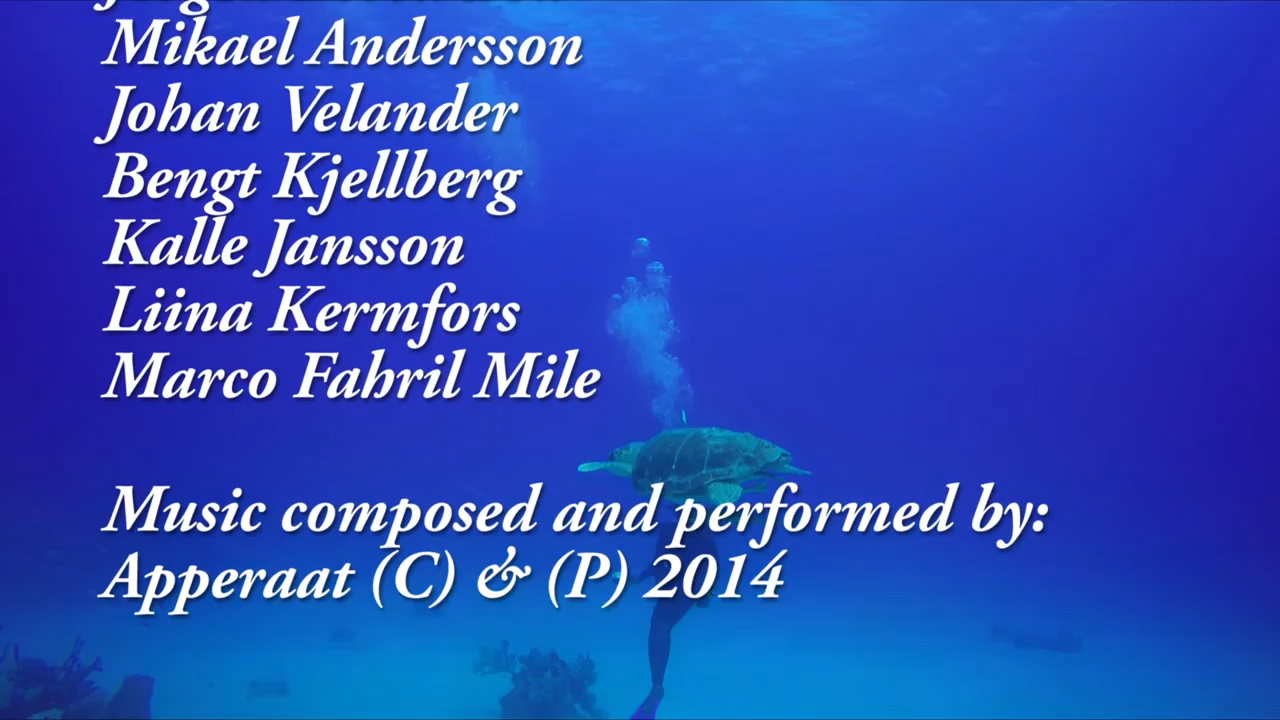 Mikael Andersson
Johan Velander
Bengt Kjellberg
Kalle Jansson
Liina Kermfors
Marco Fahril Mile
Music composed and performed by:
Apperaat (C) & (P) 2014